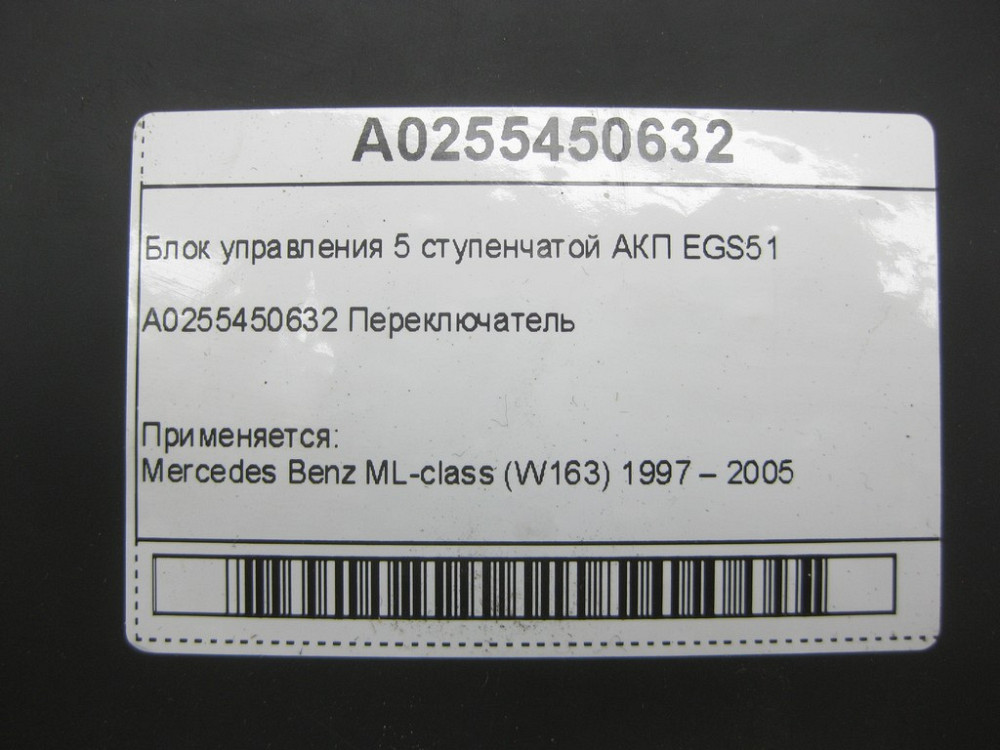 A0255450632
Блок управления 5 ступенчатой АКП EGS51
A0255450632 Переключатель
Применяется:
Mercedes Benz ML-class (W163) 1997 – 2005